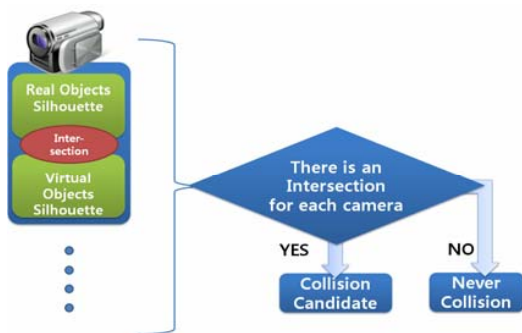 Real Objects
Silhouette
Inter-
section
Virtual
Objects
Silhouette
There is an
Intersection
for each camera
YES
NO
Collision
Candidate
Never
Collision